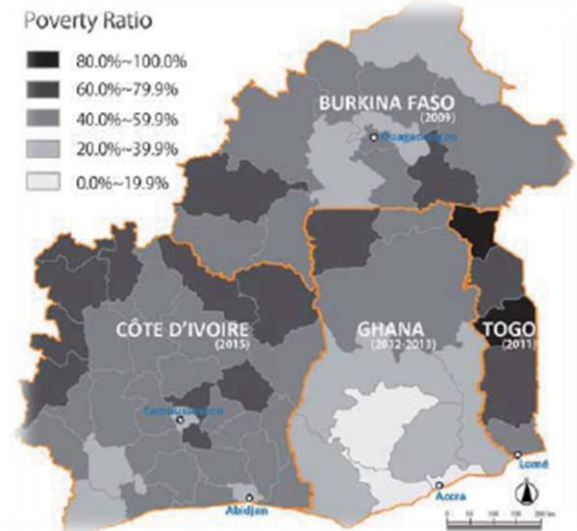 Poverty Ratio
80.0%~100.0%
60.0%~79.9%
40.0%~59.9%
20.0%~39.9%
0.0%~19.9%
BURKINA FASO
(2009)
Ouagadougou
CÔTE D'IVOIRE
(2015)
GHANA
(2012-2013)
TOGO
(2011)
Yamoussoukro
Abidjan
Accra
Lomé